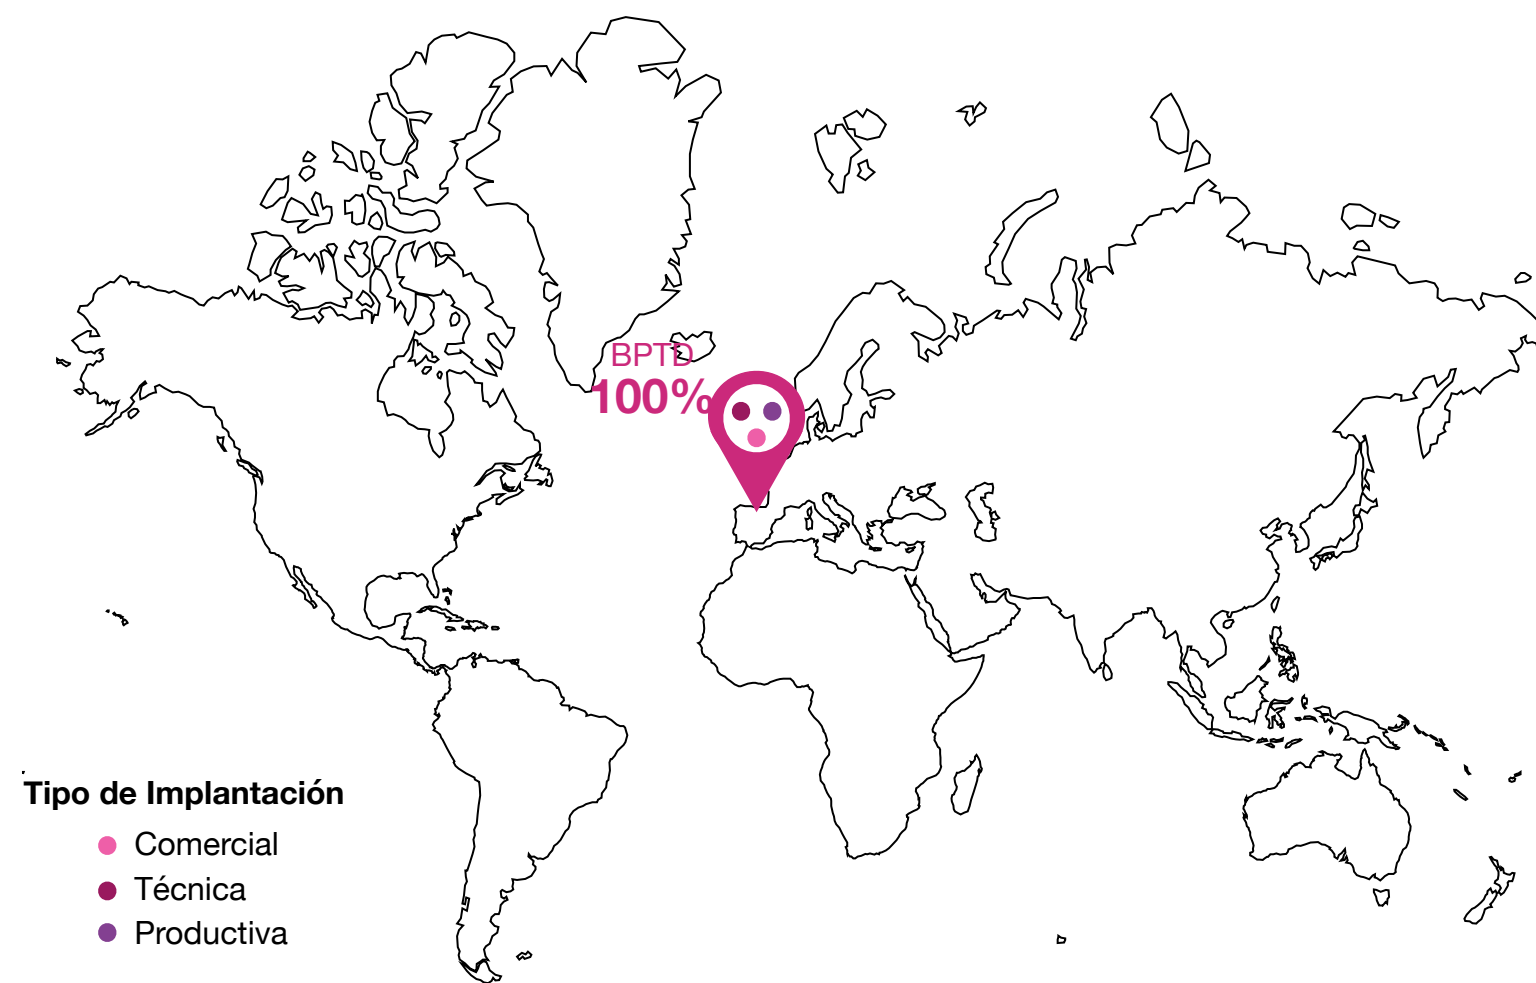 BPTD
100%
Tipo de Implantación
Comercial
Técnica
Productiva